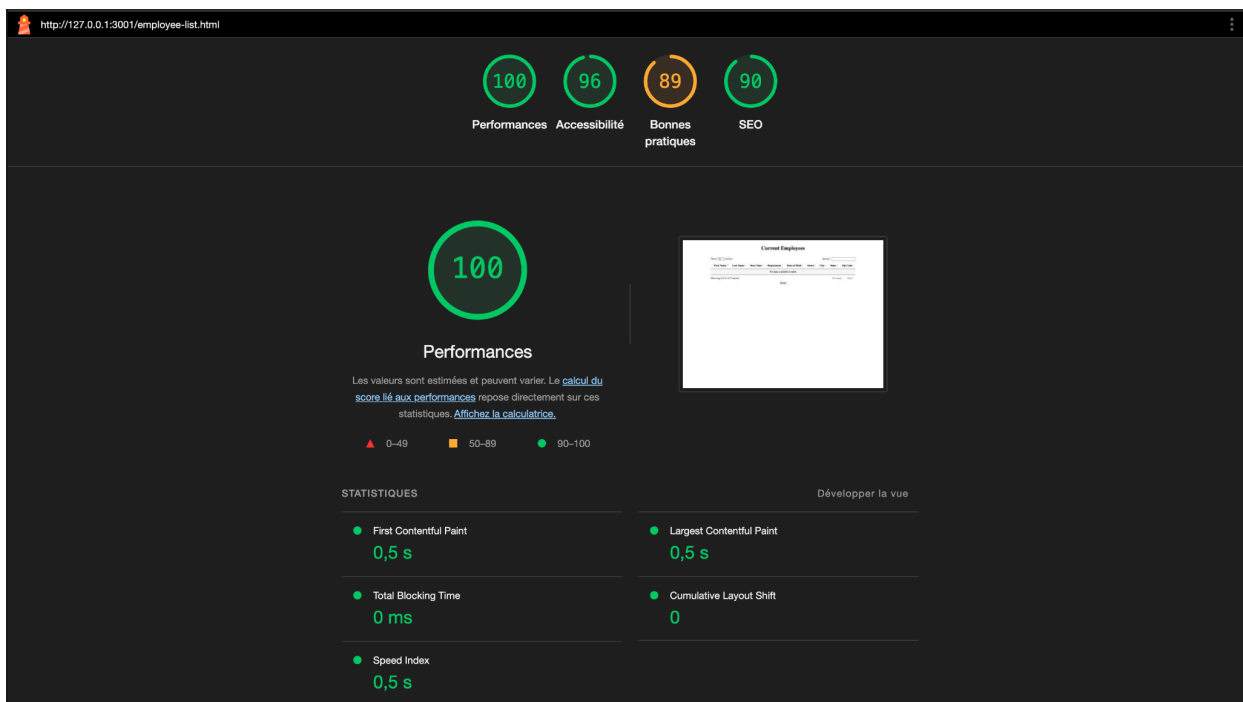 http://127.0.0.1:3001/employee-list.html
100
96
89
90
Performances
Accessibilité
Bonnes
pratiques
SEO
100
Performances
Les valeurs sont estimées et peuvent varier. Le calcul du
score lié aux performances repose directement sur ces
statistiques. Affichez la calculatrice.
0–49
50–89
90–100
Current Employees
STATISTIQUES
Développer la vue
First Contentful Paint
0,5 s
Largest Contentful Paint
0,5 s
Total Blocking Time
0 ms
Cumulative Layout Shift
0
Speed Index
0,5 s